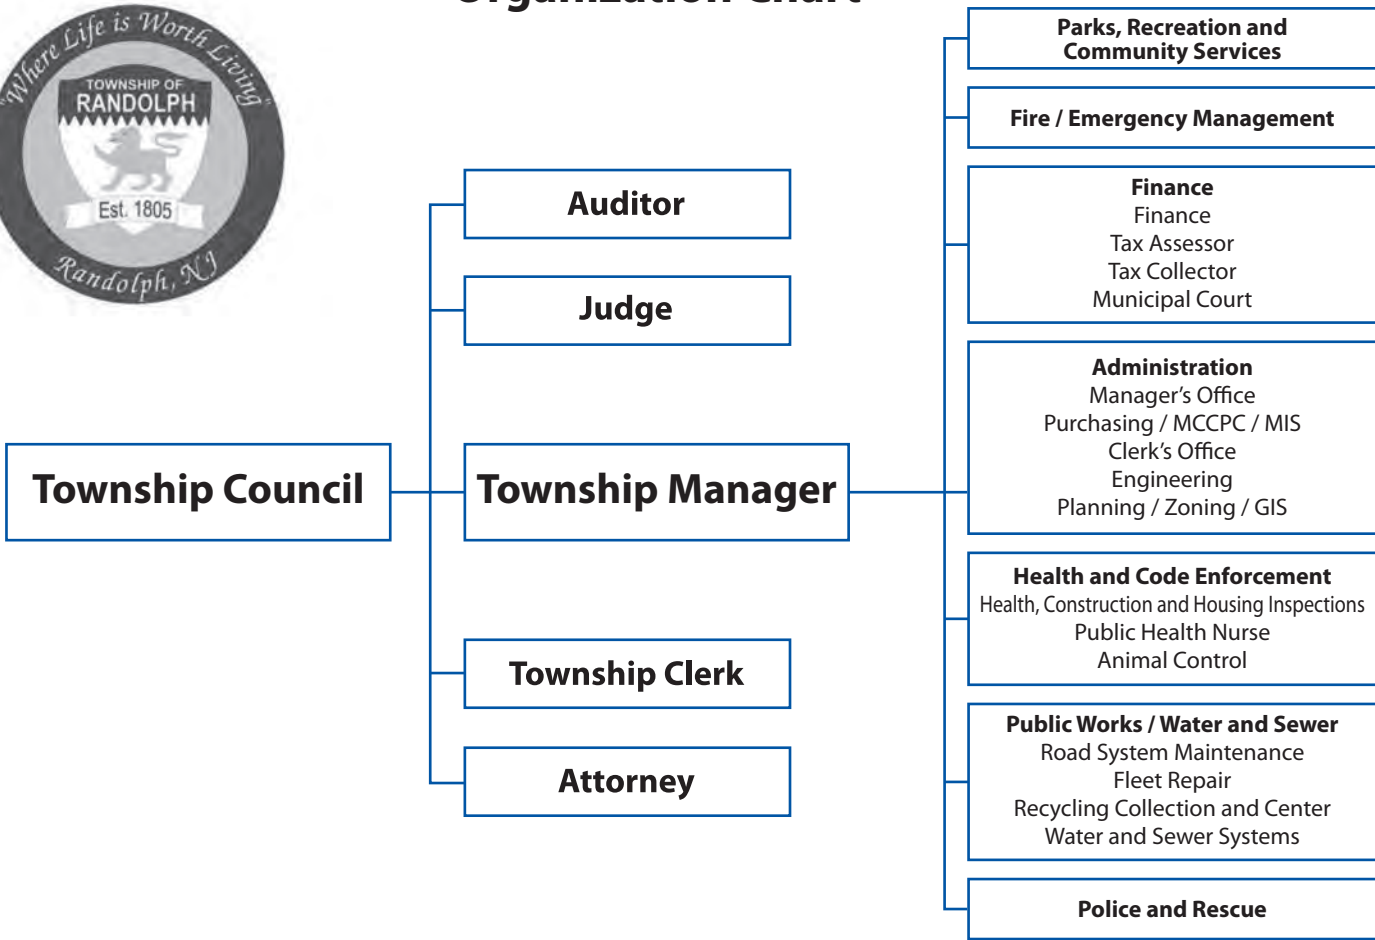 Organization Chart
"Where Life is Worth Living"
TOWNSHIP OF
RANDOLPH
Est. 1805
Randolph, NJ
Township Council
Auditor
Judge
Township Manager
Township Clerk
Attorney
Parks, Recreation and
Community Services
Fire / Emergency Management
Finance
Finance
Tax Assessor
Tax Collector
Municipal Court
Administration
Manager’s Office
Purchasing / MCCPC / MIS
Clerk’s Office
Engineering
Planning / Zoning / GIS
Health and Code Enforcement
Health, Construction and Housing Inspections
Public Health Nurse
Animal Control
Public Works / Water and Sewer
Road System Maintenance
Fleet Repair
Recycling Collection and Center
Water and Sewer Systems
Police and Rescue